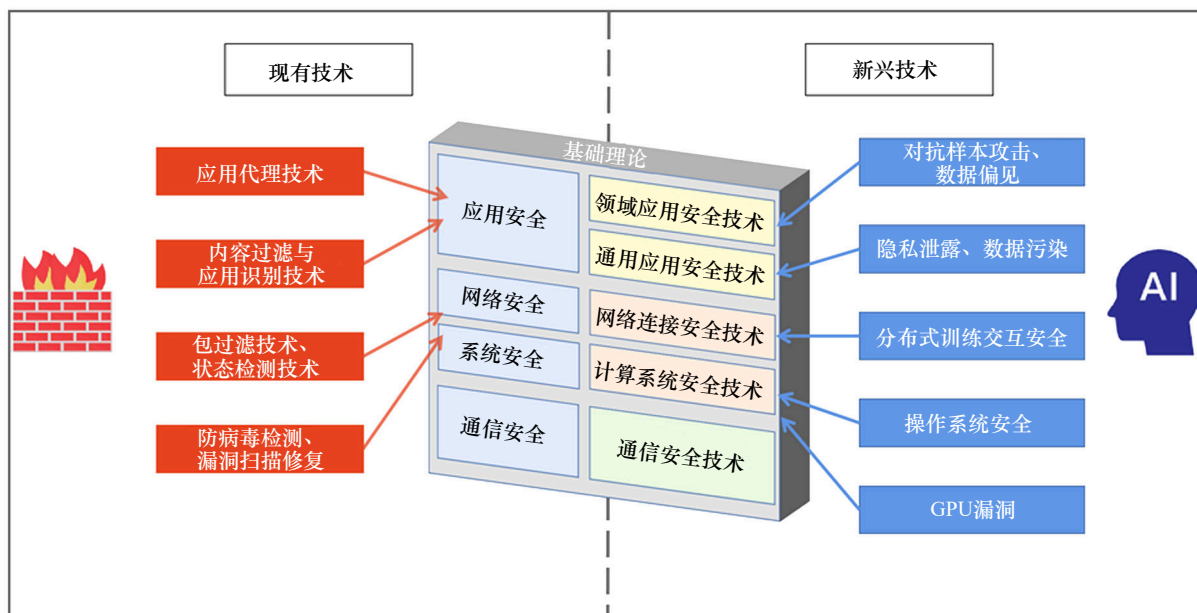 现有技术
新兴技术
应用代理技术
内容过滤与
应用识别技术
包过滤技术、
状态检测技术
防病毒检测、
漏洞扫描修复
基础理论
应用安全
网络安全
系统安全
通信安全
领域应用安全技术
通用应用安全技术
网络连接安全技术
计算系统安全技术
通信安全技术
对抗样本攻击、
数据偏见
隐私泄露、数据污染
分布式训练交互安全
操作系统安全
GPU漏洞
AI